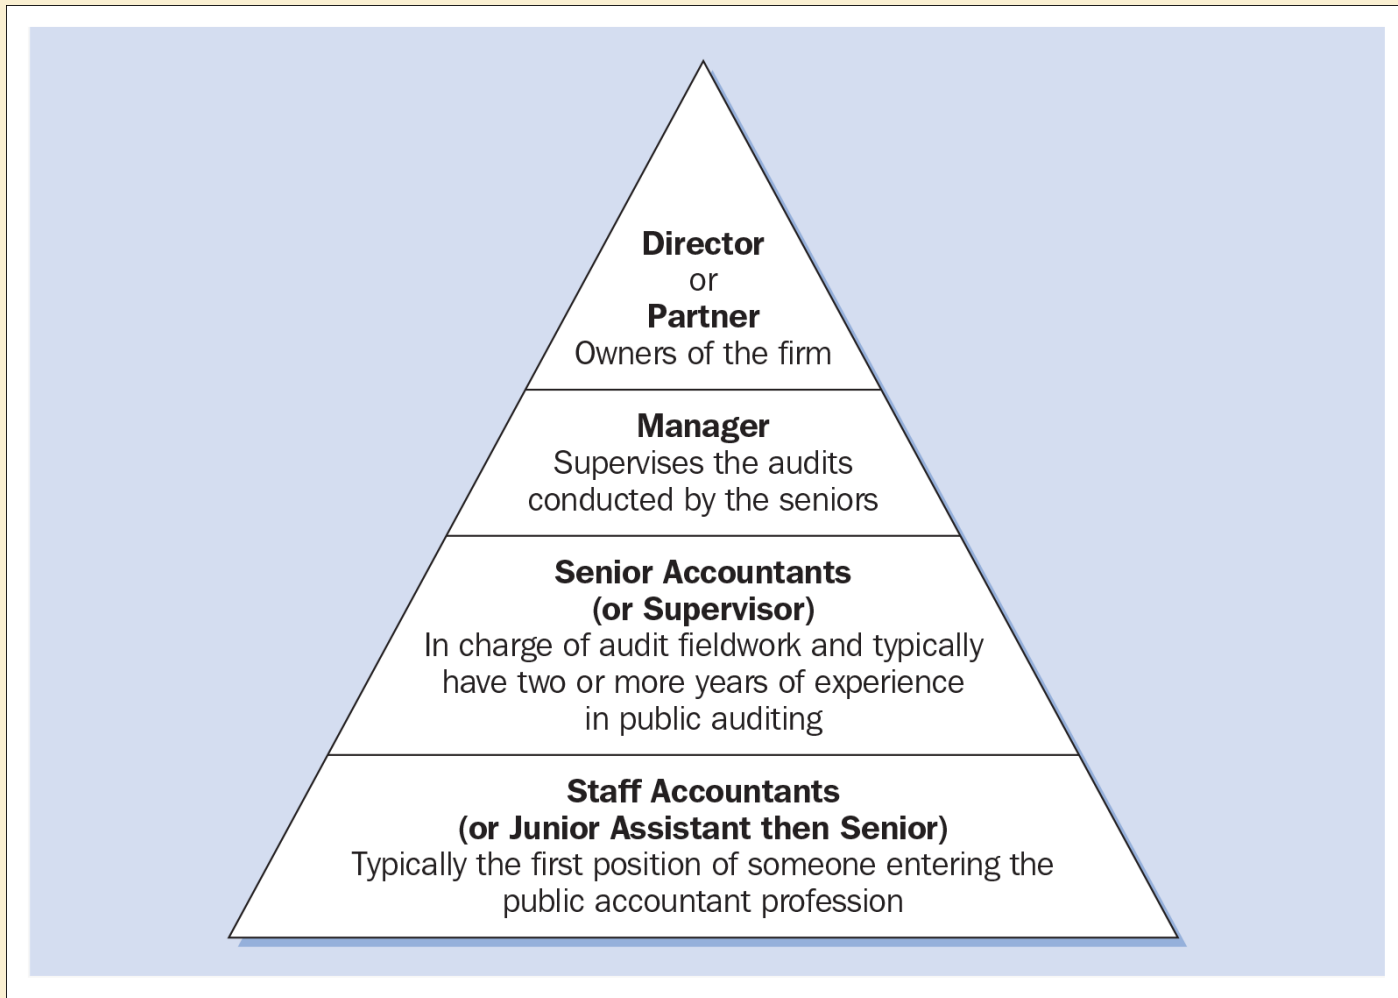 Director
or
Partner
Owners of the firm
Manager
Supervises the audits
conducted by the seniors
Senior Accountants
(or Supervisor)
In charge of audit fieldwork and typically
have two or more years of experience
in public auditing
Staff Accountants
(or Junior Assistant then Senior)
Typically the first position of someone entering the
public accountant profession